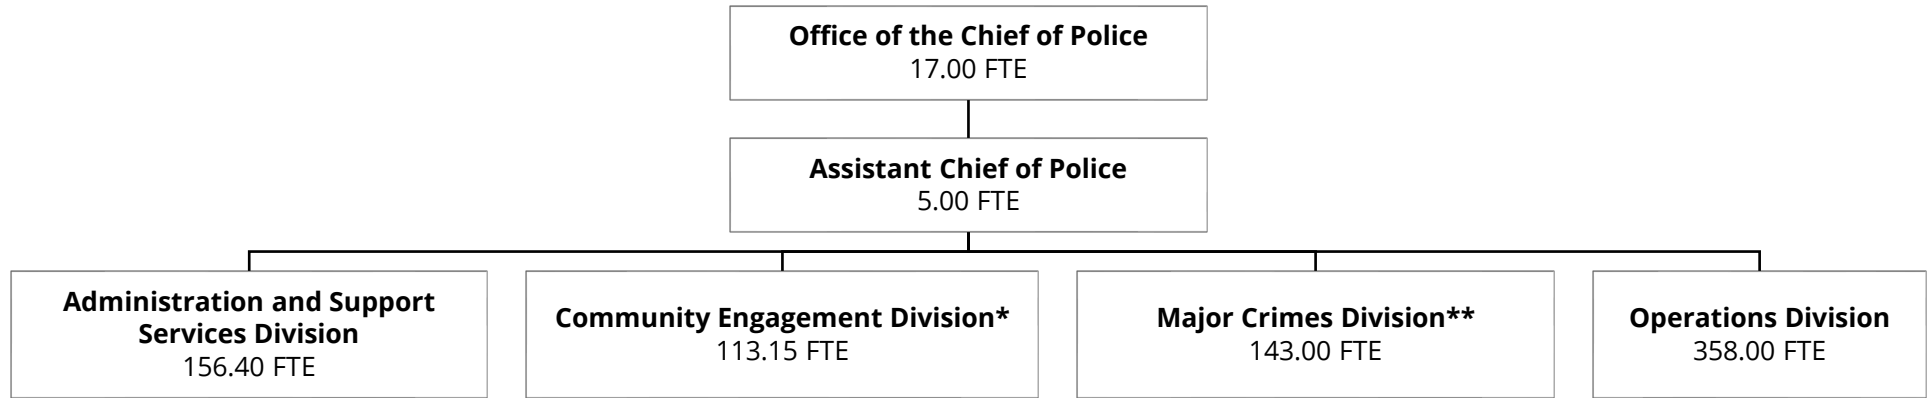 Office of the Chief of Police
17.00 FTE
Assistant Chief of Police
5.00 FTE
Administration and Support
Services Division
156.40 FTE
Community Engagement Division*
113.15 FTE
Major Crimes Division**
143.00 FTE
Operations Division
358.00 FTE